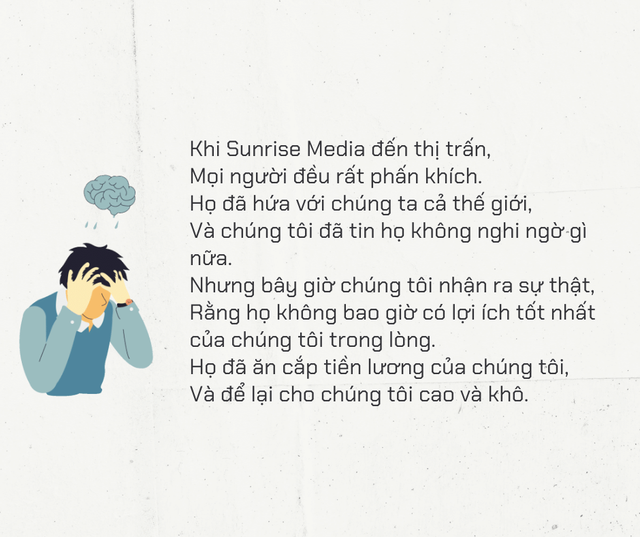 Khi Sunrise Media đến thị trấn,
Mọi người đều rất phấn khích.
Họ đã hứa với chúng ta cả thế giới,
Và chúng tôi đã tin họ không nghi ngờ gì
nữa.
Nhưng bây giờ chúng tôi nhận ra sự thật,
Rằng họ không bao giờ có lợi ích tốt nhất
của chúng tôi trong lòng.
Họ đã ăn cắp tiền lương của chúng tôi,
Và để lại cho chúng tôi cao và khô.